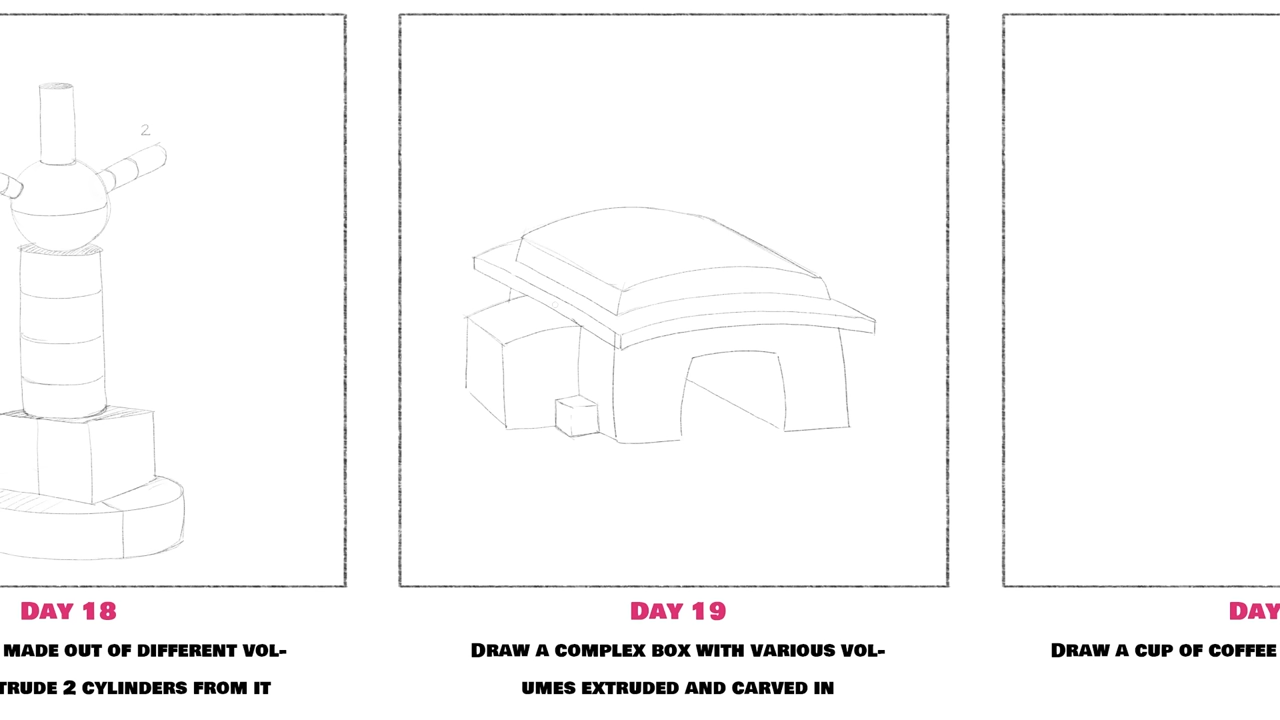 2
Day 18
made out of different vol-
trude 2 cylinders from it
Day 19
Draw a complex box with various vol-
umes extruded and carved in
Day
Draw a cup of coffee